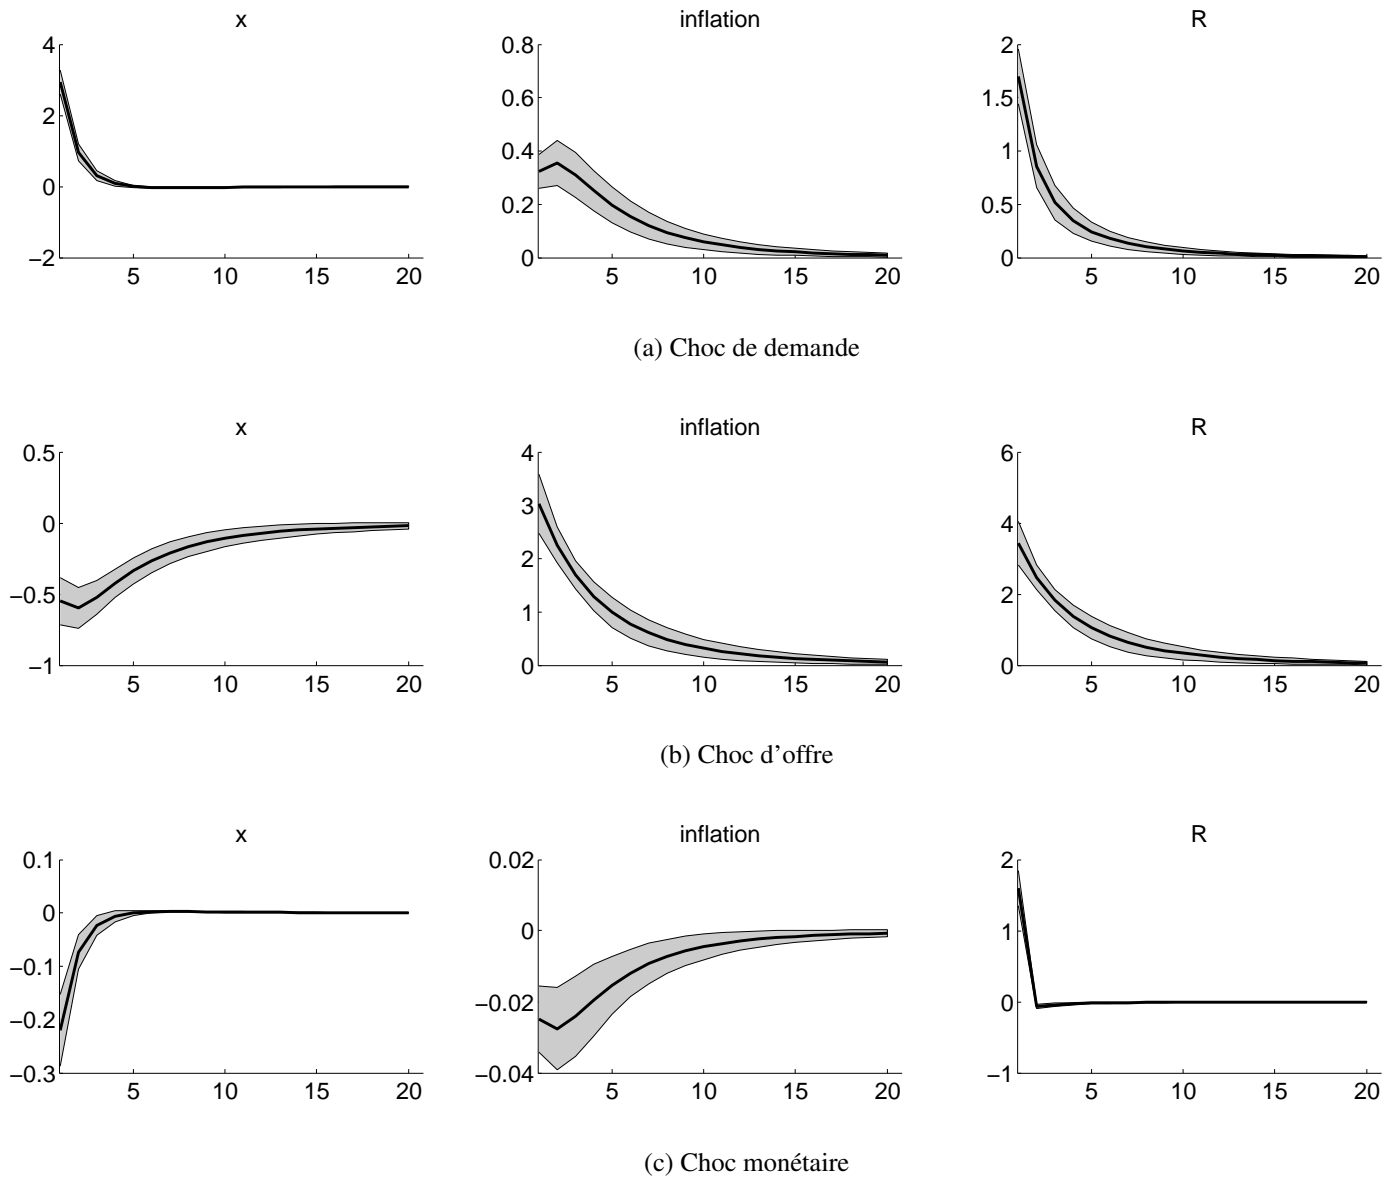 x inflation R
4 0.8 2
2 0.6 1.5
0 0.4 1
−2 0.2 0.5
0 0
5 10 15 20 5 10 15 20 5 10 15 20
(a) Choc de demande
x inflation R
0.5 4 6
0 3 4
−0.5 2 2
−1 1 0
0
5 10 15 20 5 10 15 20 5 10 15 20
(b) Choc d’offre
x inflation R
0.1 0.02 2
0 0 1
−0.1 −0.02 0
−0.2 −0.04 −1
−0.3
5 10 15 20 5 10 15 20 5 10 15 20
(c) Choc monétaire